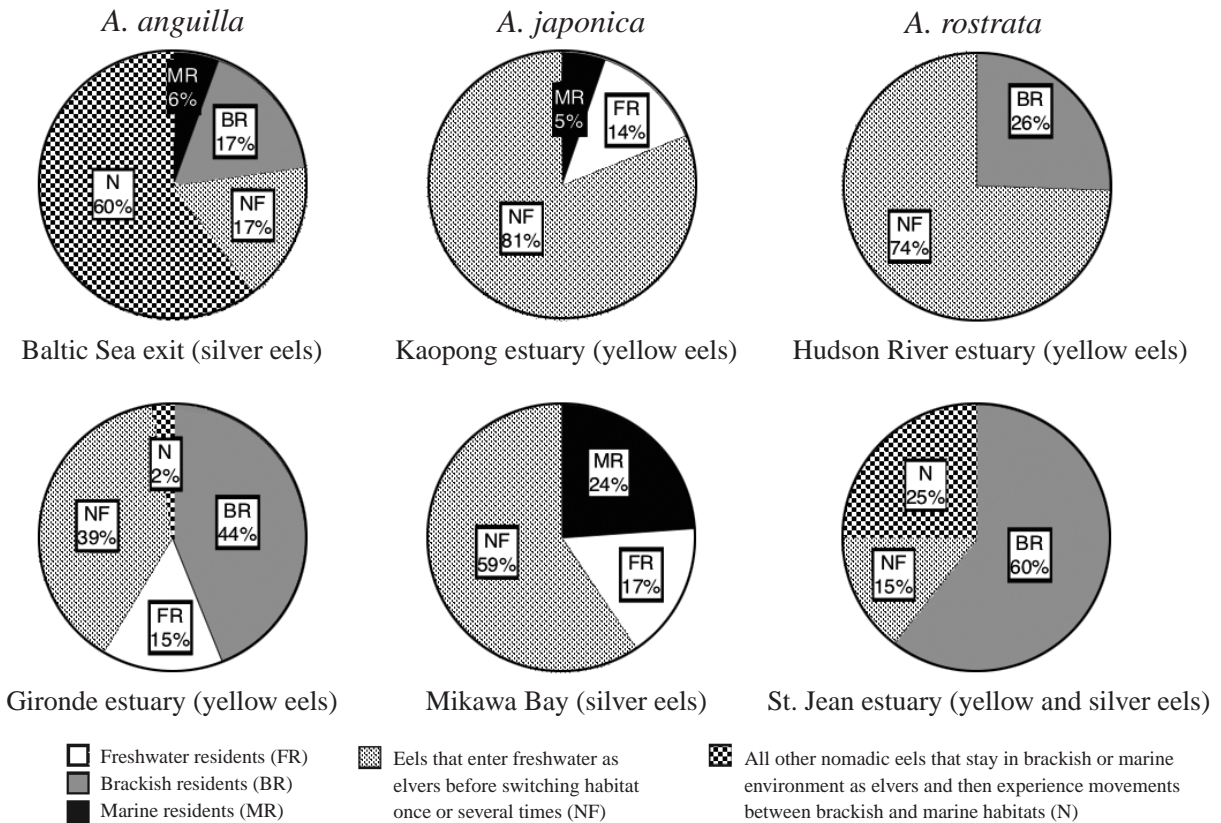 A. anguilla
A. japonica
A. rostrata
MR
6%
BR
17%
N
60%
NF
17%
MR
5%
FR
14%
NF
81%
BR
26%
NF
74%
Baltic Sea exit (silver eels)
Kaopong estuary (yellow eels)
Hudson River estuary (yellow eels)
N
2%
NF
39%
BR
44%
FR
15%
MR
24%
NF
59%
FR
17%
N
25%
NF
15%
BR
60%
Gironde estuary (yellow eels)
Mikawa Bay (silver eels)
St. Jean estuary (yellow and silver eels)
Freshwater residents (FR)
Brackish residents (BR)
Marine residents (MR)
Eels that enter freshwater as
elvers before switching habitat
once or several times (NF)
All other nomadic eels that stay in brackish or marine
environment as elvers and then experience movements
between brackish and marine habitats (N)